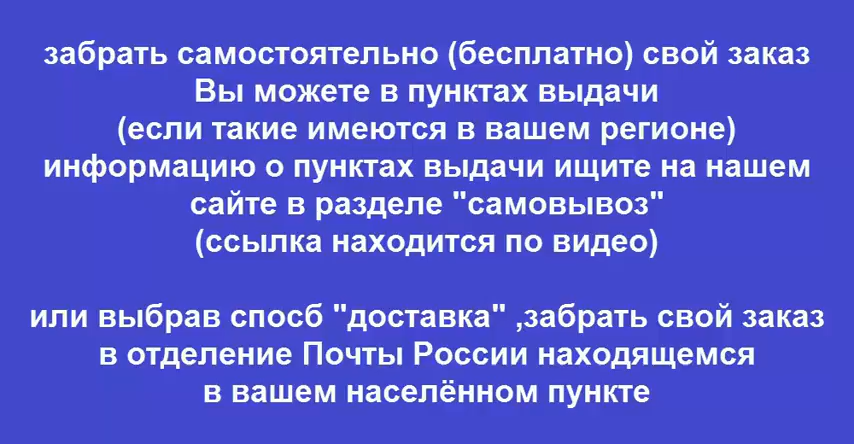 забрать самостоятельно (бесплатно) свой заказ
Вы можете в пунктах выдачи
(если такие имеются в вашем регионе)
информацию о пунктах выдачи ищите на нашем
сайте в разделе "самовывоз"
(ссылка находится по видео)
или выбрав спосб "доставка" ,забрать свой заказ
в отделение Почты России находящемся
в вашем населённом пункте